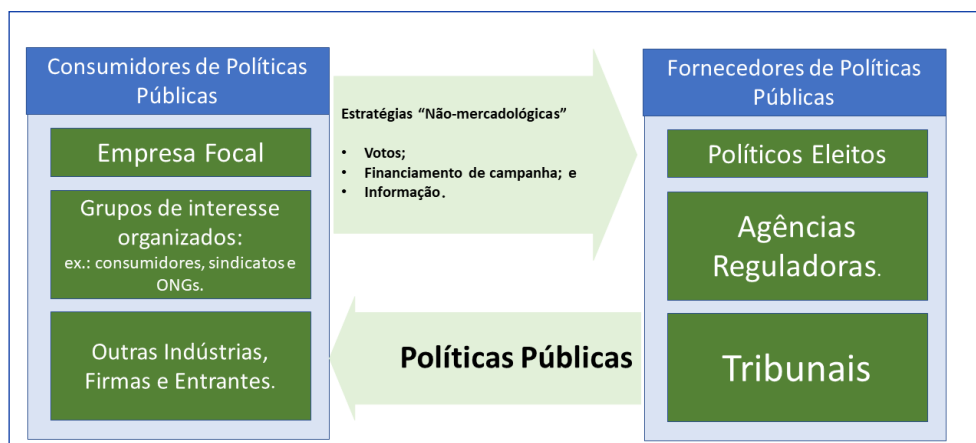 Consumidores de Políticas
Públicas
Empresa Focal
Grupos de interesse
organizados:
ex.: consumidores, sindicatos e
ONGs.
Outras Indústrias,
Firmas e Entrantes.
Estratégias “Não-mercadológicas”
• Votos;
• Financiamento de campanha; e
• Informação.
Políticas Públicas
Fornecedores de Políticas
Públicas
Políticos Eleitos
Agências
Reguladoras.
Tribunais